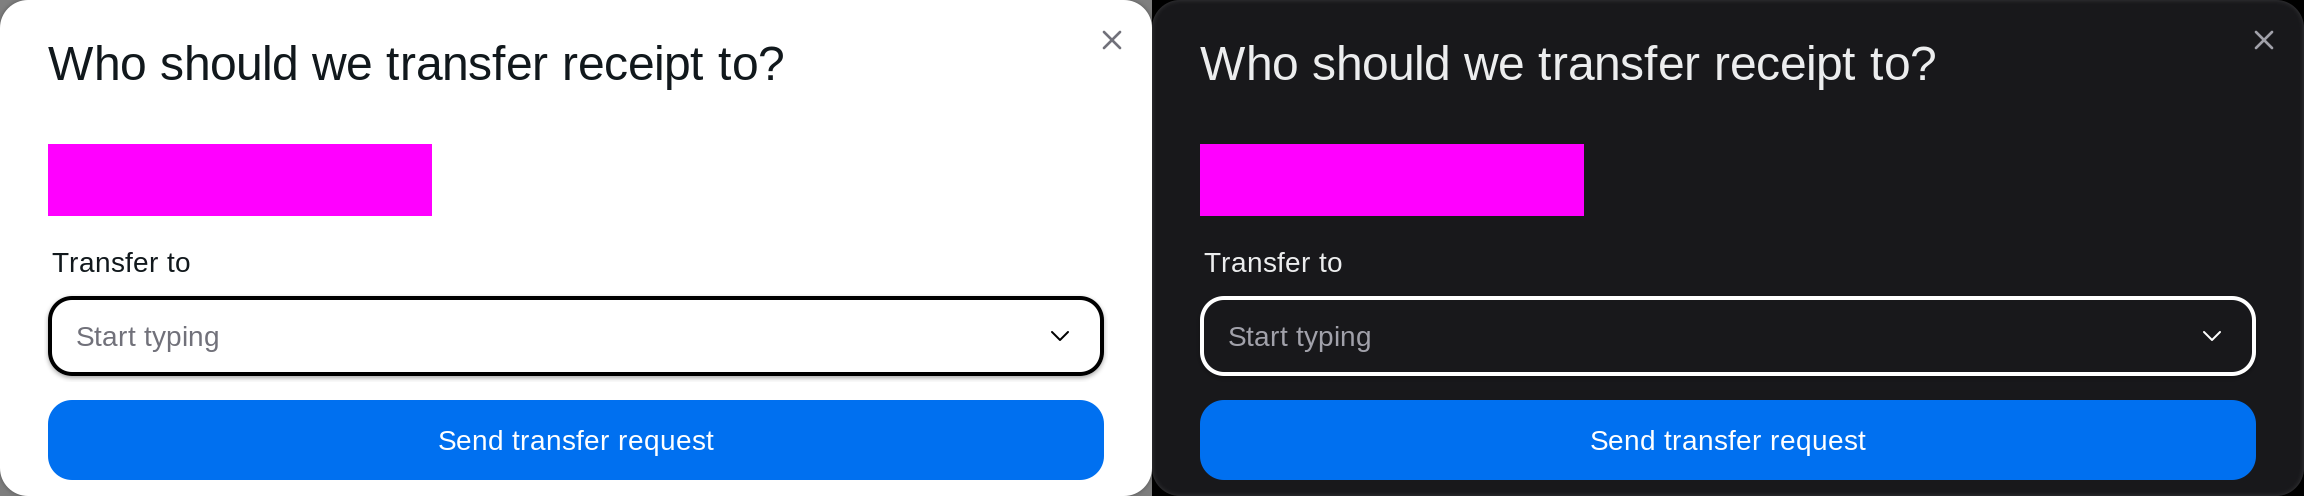 Who should we transfer receipt to?
Transfer to
Start typing
Send transfer request
Who should we transfer receipt to?
Transfer to
Start typing
Send transfer request